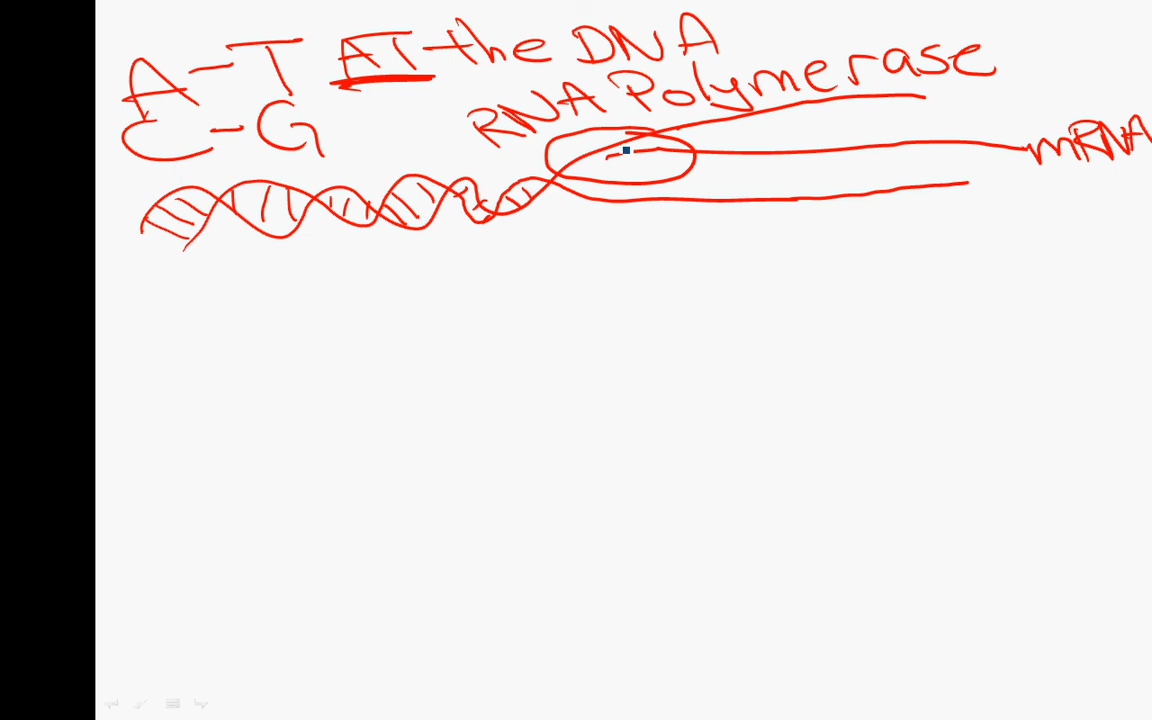 A-T AT the DNA
C-G RNA Polymerase
mRNA